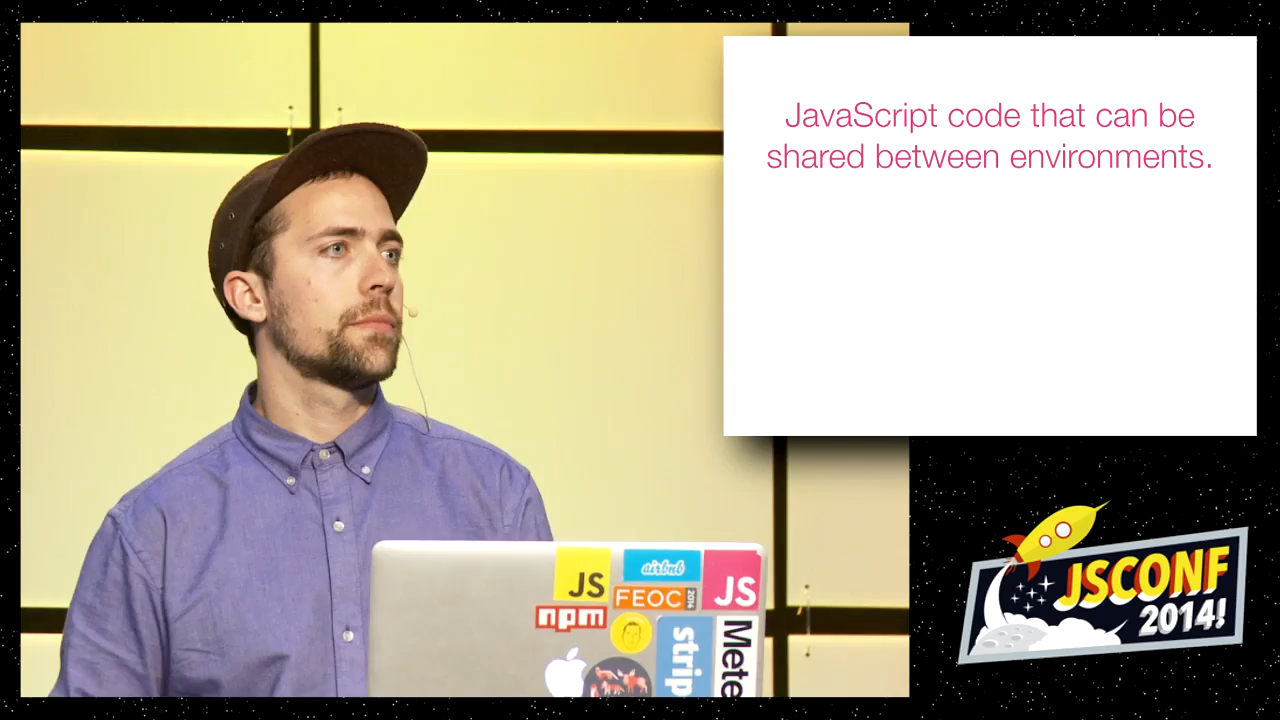 JavaScript code that can be
shared between environments.
JS
airbnb
JS
FEOC 2014
npm
strip
Mete
JSCONF
2014!